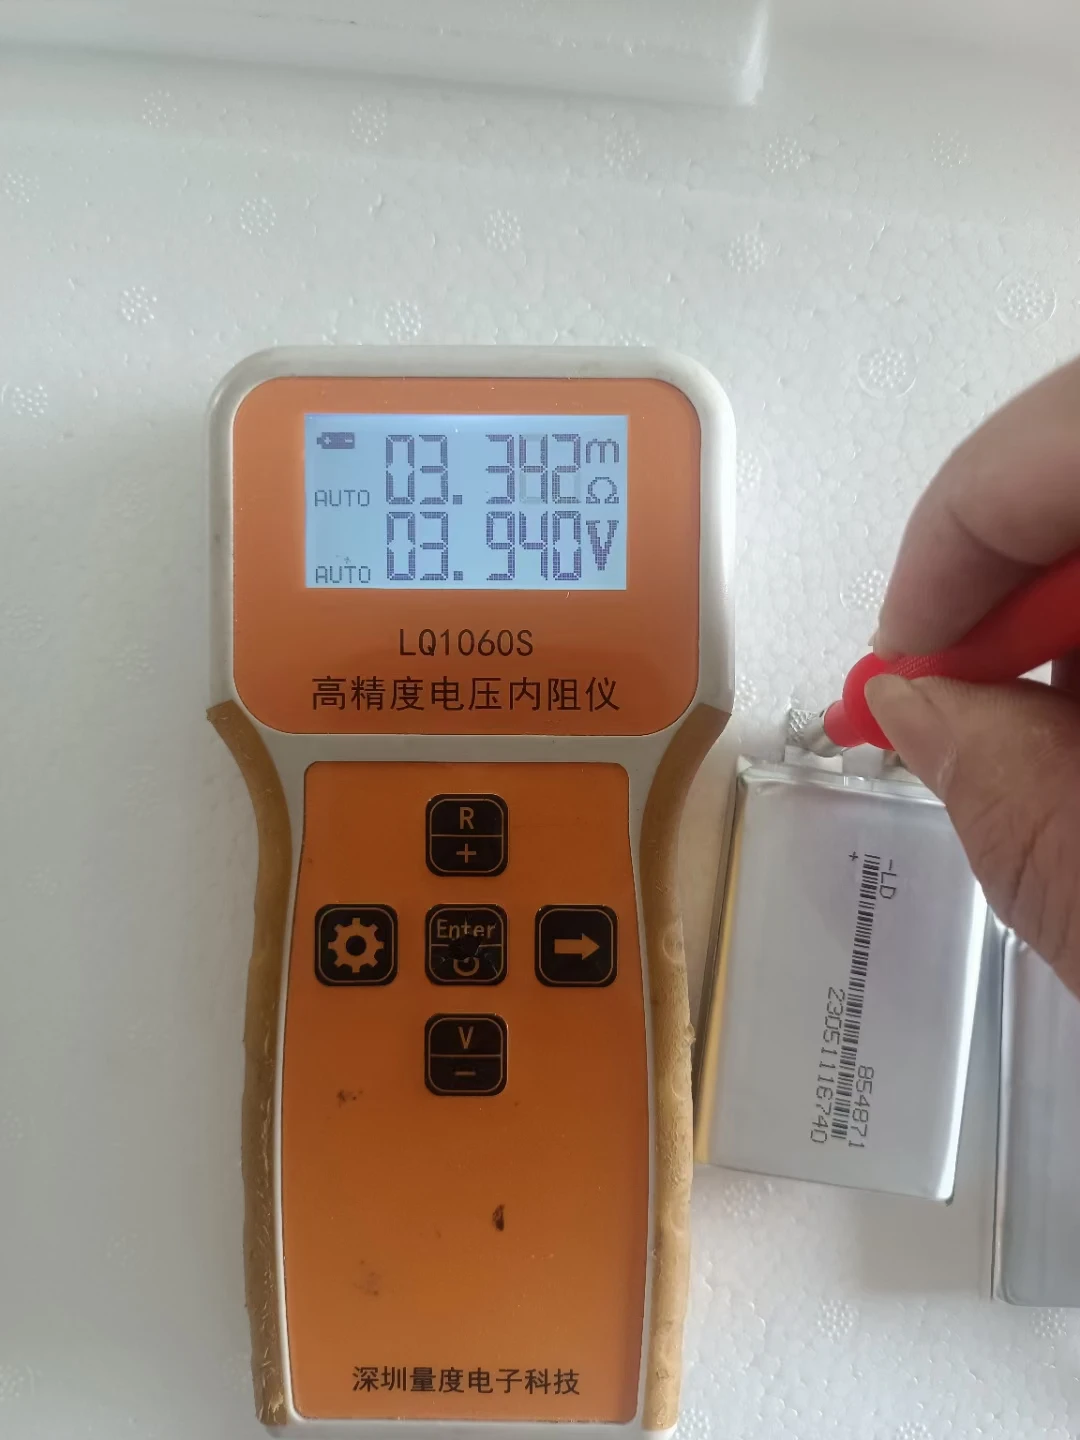 AUTO 03.342mΩ
AUTO 03.940V
LQ1060S
高精度电压内阻仪
R
+
Enter
V
−
深圳量度电子科技
-LD
+
854871
23051116740